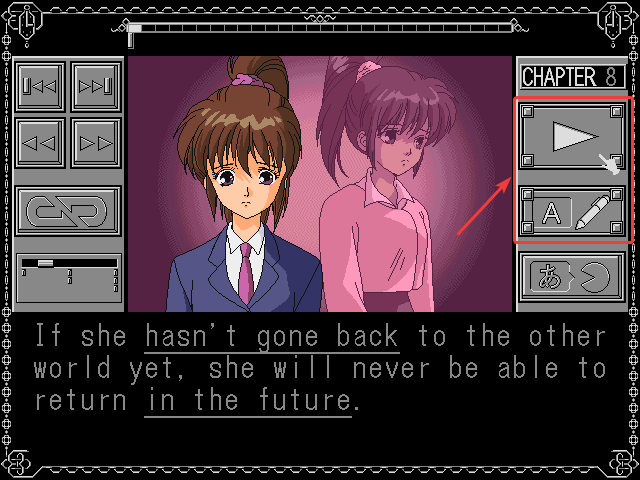 CHAPTER 8
A
あ
If she hasn't gone back to the other
world yet, she will never be able to
return in the future.